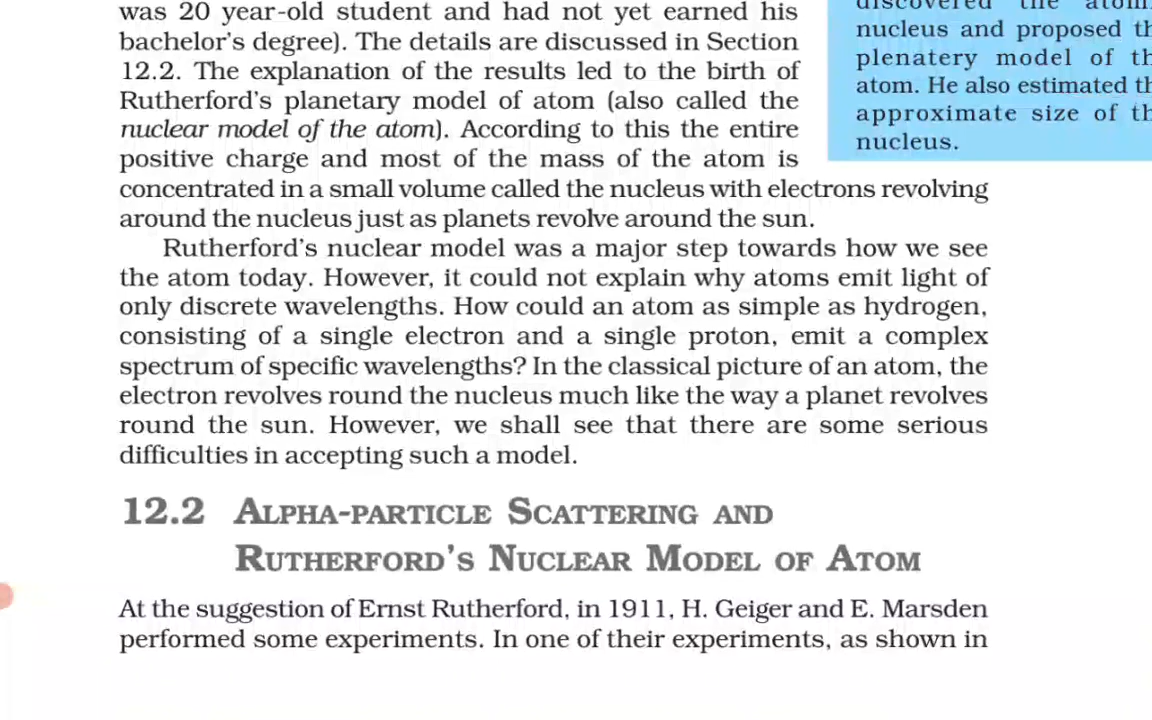 was 20 year-old student and had not yet earned his
bachelor's degree). The details are discussed in Section
12.2. The explanation of the results led to the birth of
Rutherford's planetary model of atom (also called the
nuclear model of the atom). According to this the entire
positive charge and most of the mass of the atom is
concentrated in a small volume called the nucleus with electrons revolving
around the nucleus just as planets revolve around the sun.
discovered the
nucleus and proposed
plenatery model of
atom. He also estimated
approximate size of
nucleus.
Rutherford's nuclear model was a major step towards how we see
the atom today. However, it could not explain why atoms emit light of
only discrete wavelengths. How could an atom as simple as hydrogen,
consisting of a single electron and a single proton, emit a complex
spectrum of specific wavelengths? In the classical picture of an atom, the
electron revolves round the nucleus much like the way a planet revolves
round the sun. However, we shall see that there are some serious
difficulties in accepting such a model.
12.2 ALPHA-PARTICLE SCATTERING AND
RUTHERFORD'S NUCLEAR MODEL OF ATOM
At the suggestion of Ernst Rutherford, in 1911, H. Geiger and E. Marsden
performed some experiments. In one of their experiments, as shown in